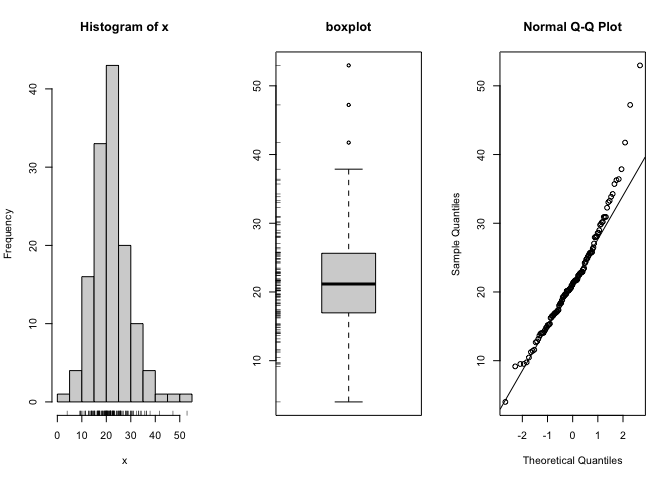 Histogram of x
Frequency
0 10 20 30 40
0 10 20 30 40 50
x
boxplot
10 20 30 40 50
Normal Q-Q Plot
Sample Quantiles
10 20 30 40 50
-2 -1 0 1 2
Theoretical Quantiles